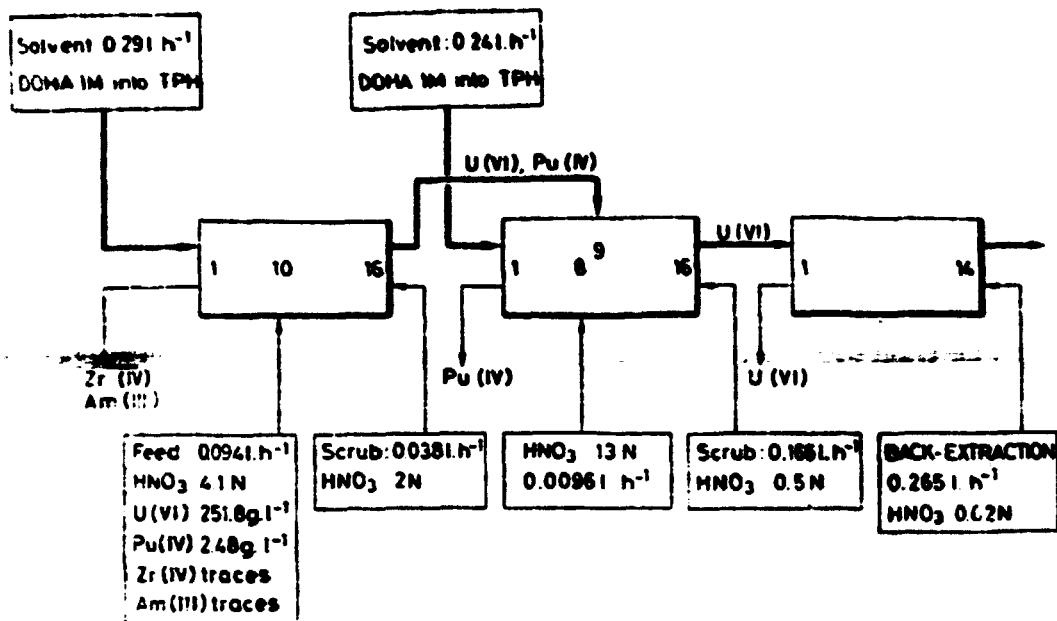 Solvent 0.29 l h⁻¹
DOHA 1M into TPH
Solvent: 0.24 l. h⁻¹
DOHA 1M into TPH
U (VI), Pu (IV)
1 10 16
1 8 9 16
U (VI)
1 14
Zr (IV)
Am (III)
Pu (IV)
U (VI)
Feed 0.094 l. h⁻¹
HNO₃ 4.1 N
U (VI) 251.8 g. l⁻¹
Pu (IV) 2.48 g. l⁻¹
Zr (IV) traces
Am (III) traces
Scrub: 0.038 l. h⁻¹
HNO₃ 2N
HNO₃ 13 N
0.0096 l h⁻¹
Scrub: 0.166 l. h⁻¹
HNO₃ 0.5 N
BACK-EXTRACTION
0.265 l. h⁻¹
HNO₃